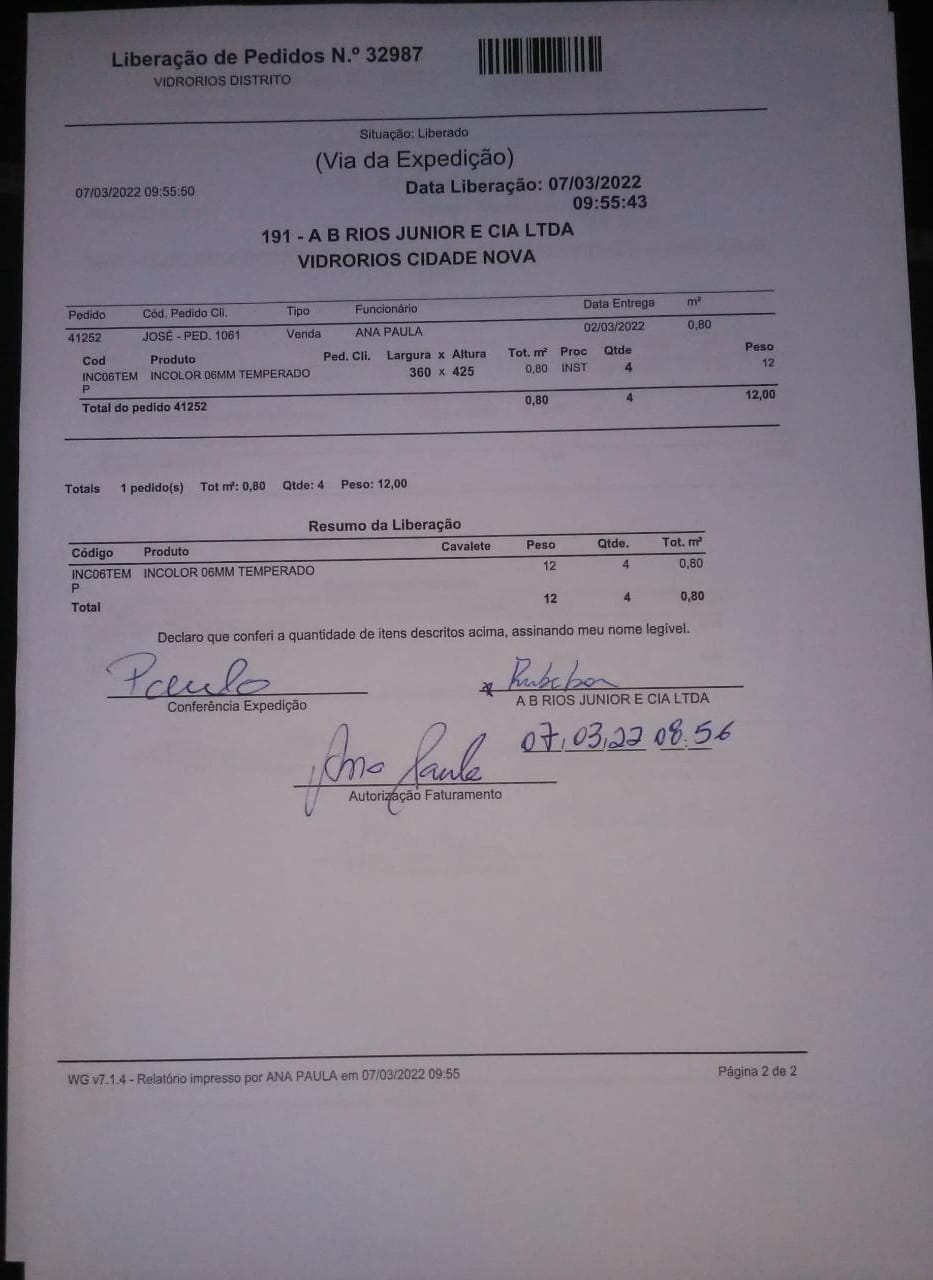 Liberação de Pedidos N.º 32987
VIDRORIOS DISTRITO
Situação: Liberado
(Via da Expedição)
07/03/2022 09:55:50
Data Liberação: 07/03/2022
09:55:43
191 - A B RIOS JUNIOR E CIA LTDA
VIDRORIOS CIDADE NOVA
Pedido Cód. Pedido Cli. Tipo Funcionário Data Entrega m²
41252 JOSÉ - PED. 1061 Venda ANA PAULA 02/03/2022 0,80
Cod Produto Ped. Cli. Largura x Altura Tot. m² Proc Qtde Peso
INC06TEM INCOLOR 06MM TEMPERADO 360 x 425 0,80 INST 4 12
P
Total do pedido 41252 0,80 4 12,00
Totais 1 pedido(s) Tot m²: 0,80 Qtde: 4 Peso: 12,00
Resumo da Liberação
Código Produto Cavalete Peso Qtde. Tot. m²
INC06TEM INCOLOR 06MM TEMPERADO 12 4 0,80
P
Total 12 4 0,80
Declaro que conferi a quantidade de itens descritos acima, assinando meu nome legível.
Paulo
Conferência Expedição
A B RIOS JUNIOR E CIA LTDA
07,03,22 08:56
Ana Paula
Autorização Faturamento
WG v7.1.4 - Relatório impresso por ANA PAULA em 07/03/2022 09:55
Página 2 de 2